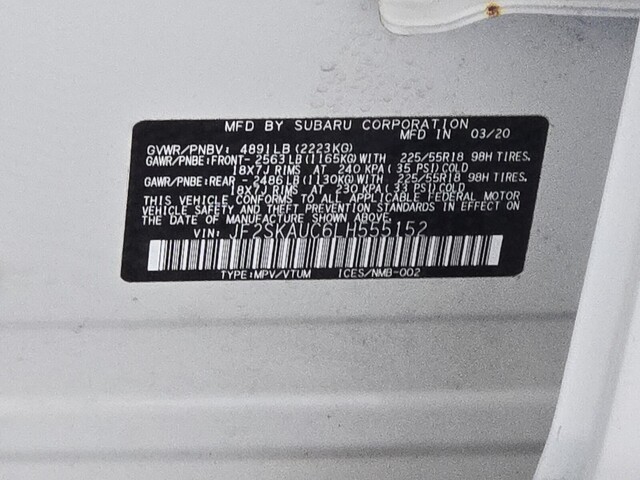 MFD BY SUBARU CORPORATION
MFD IN 03/20
GVWR/PNBV: 4891LB(2223KG)
GAWR/PNBE:FRONT- 2563LB(1165KG)WITH 225/55R18 98H TIRES.
18X7J RIMS AT 240 KPA (35 PSI)COLD
GAWR/PNBE:REAR - 2486LB(1130KG)WITH 225/55R18 98H TIRES.
18X7J RIMS AT 230 KPA (33 PSI)COLD
THIS VEHICLE CONFORMS TO ALL APPLICABLE FEDERAL MOTOR
VEHICLE SAFETY AND THEFT PREVENTION STANDARDS IN EFFECT ON
THE DATE OF MANUFACTURE SHOWN ABOVE.
VIN: JF2SKAUC6LH555152
TYPE:MPV/VTUM ICES/NMB-002